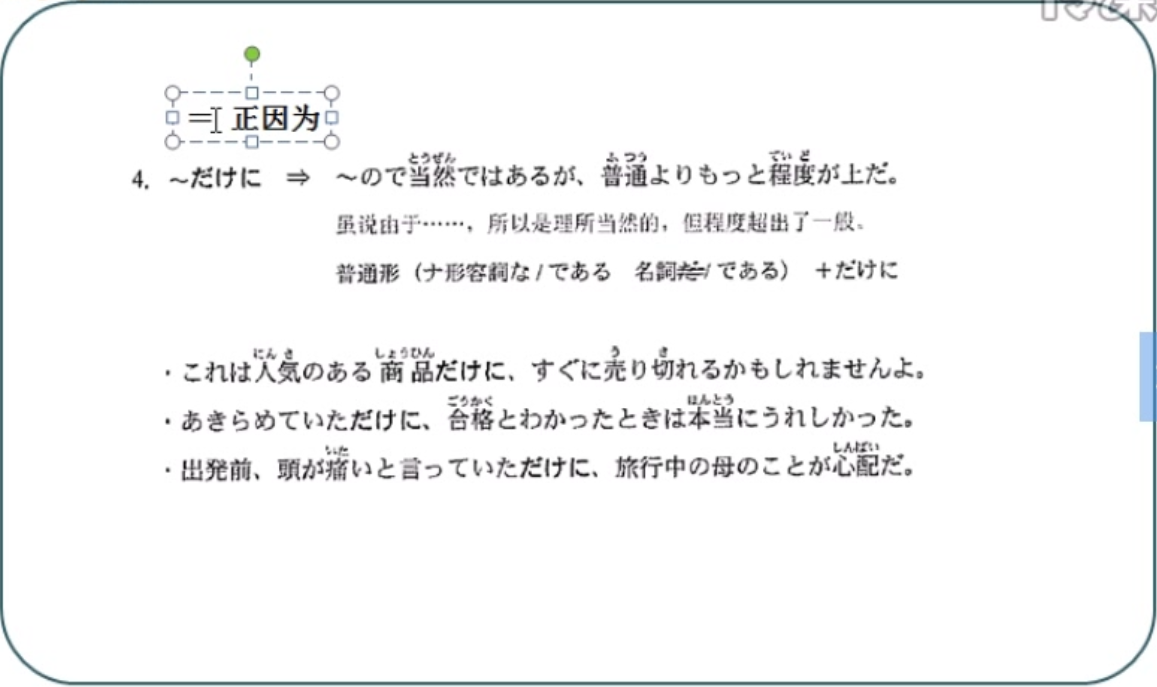 = 正因为
4. ～だけに ⇒ ～ので当然ではあるが、普通よりもっと程度が上だ。
虽说由于……，所以是理所当然的，但程度超出了一般。
普通形（ナ形容詞な / である 名詞だ / である） ＋だけに
・これは人気のある商品だけに、すぐに売り切れるかもしれませんよ。
・あきらめていただけに、合格とわかったときは本当にうれしかった。
・出発前、頭が痛いと言っていただけに、旅行中の母のことが心配だ。